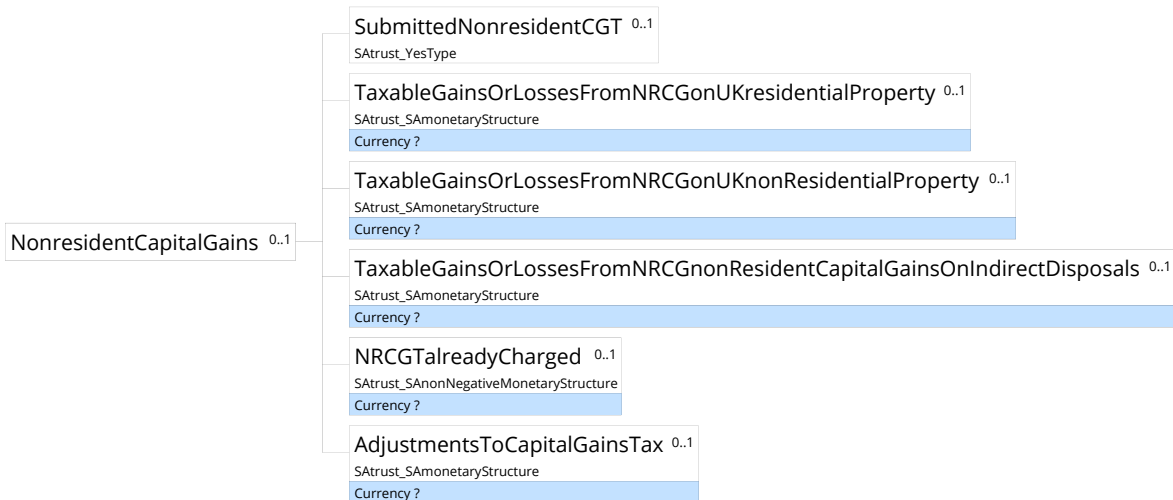 SubmittedNonresidentCGT 0..1
SAtrust_YesType
TaxableGainsOrLossesFromNRCGonUKresidentialProperty 0..1
SAtrust_SAmonetaryStructure
Currency ?
TaxableGainsOrLossesFromNRCGonUKnonResidentialProperty 0..1
SAtrust_SAmonetaryStructure
Currency ?
NonresidentCapitalGains 0..1
TaxableGainsOrLossesFromNRCGnonResidentCapitalGainsOnIndirectDisposals 0..1
SAtrust_SAmonetaryStructure
Currency ?
NRCGTalreadyCharged 0..1
SAtrust_SAnonNegativeMonetaryStructure
Currency ?
AdjustmentsToCapitalGainsTax 0..1
SAtrust_SAmonetaryStructure
Currency ?